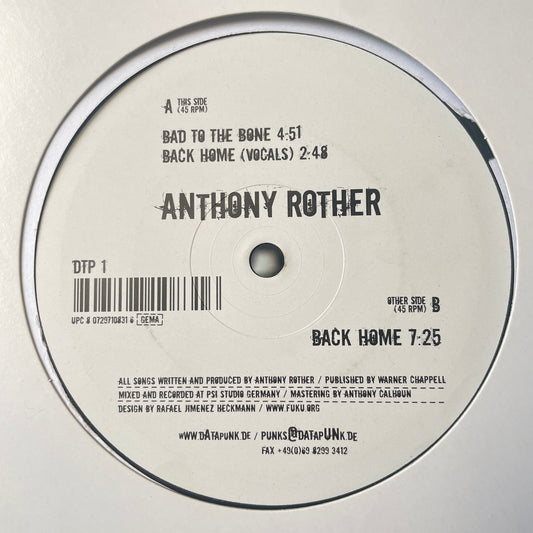 A THIS SIDE (45 RPM)
BAD TO THE BONE 4:51
BACK HOME (VOCALS) 2:48
ANTHONY ROTHER
DTP 1
UPC 8 0729710831 6 GEMA
OTHER SIDE (45 RPM) B
BACK HOME 7:25
ALL SONGS WRITTEN AND PRODUCED BY ANTHONY ROTHER / PUBLISHED BY WARNER CHAPPELL
MIXED AND RECORDED AT PSI STUDIO GERMANY / MASTERING BY ANTHONY CALHOUN
DESIGN BY RAFAEL JIMENEZ HECKMANN / WWW.FUKU.ORG
WWW.DATAPUNK.DE / PUNKS@DATAPUNK.DE
FAX +49(0)69 8299 3412